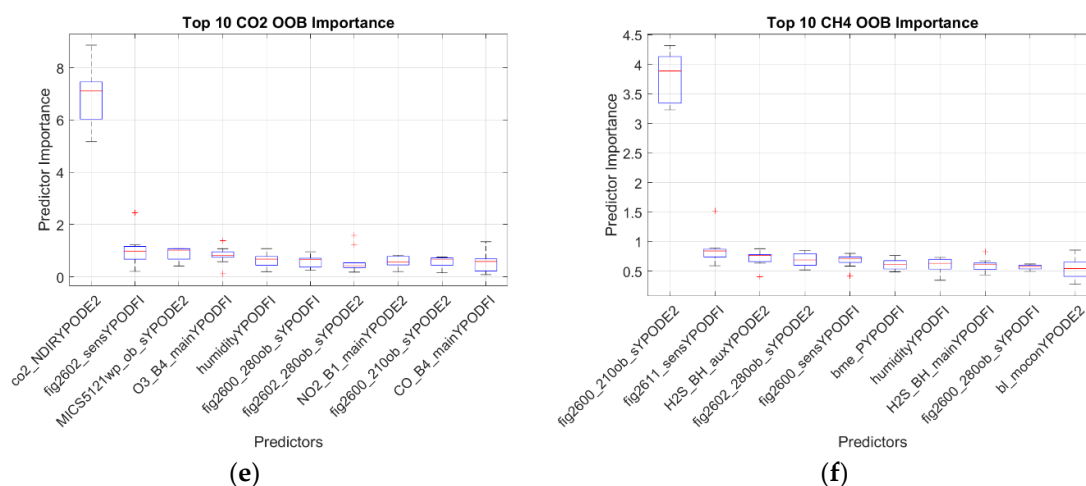 Top 10 CO2 OOB Importance
Predictor Importance
8
6
4
2
0
co2_NDIRYPODE2
fig2602_sensYPODFI
MICS5121wp_ob_sYPODE2
O3_B4_mainYPODFI
humidityYPODFI
fig2600_280ob_sYPODFI
fig2602_280ob_sYPODE2
NO2_B1_mainYPODE2
fig2600_210ob_sYPODE2
CO_B4_mainYPODFI
Predictors
(e)
Top 10 CH4 OOB Importance
Predictor Importance
4.5
4
3.5
3
2.5
2
1.5
1
0.5
fig2600_210ob_sYPODE2
fig2611_sensYPODFI
H2S_BH_auxYPODE2
fig2602_280ob_sYPODE2
fig2600_sensYPODFI
bme_PYPODFI
humidityYPODFI
H2S_BH_mainYPODFI
fig2600_280ob_sYPODFI
bl_moconYPODE2
Predictors
(f)